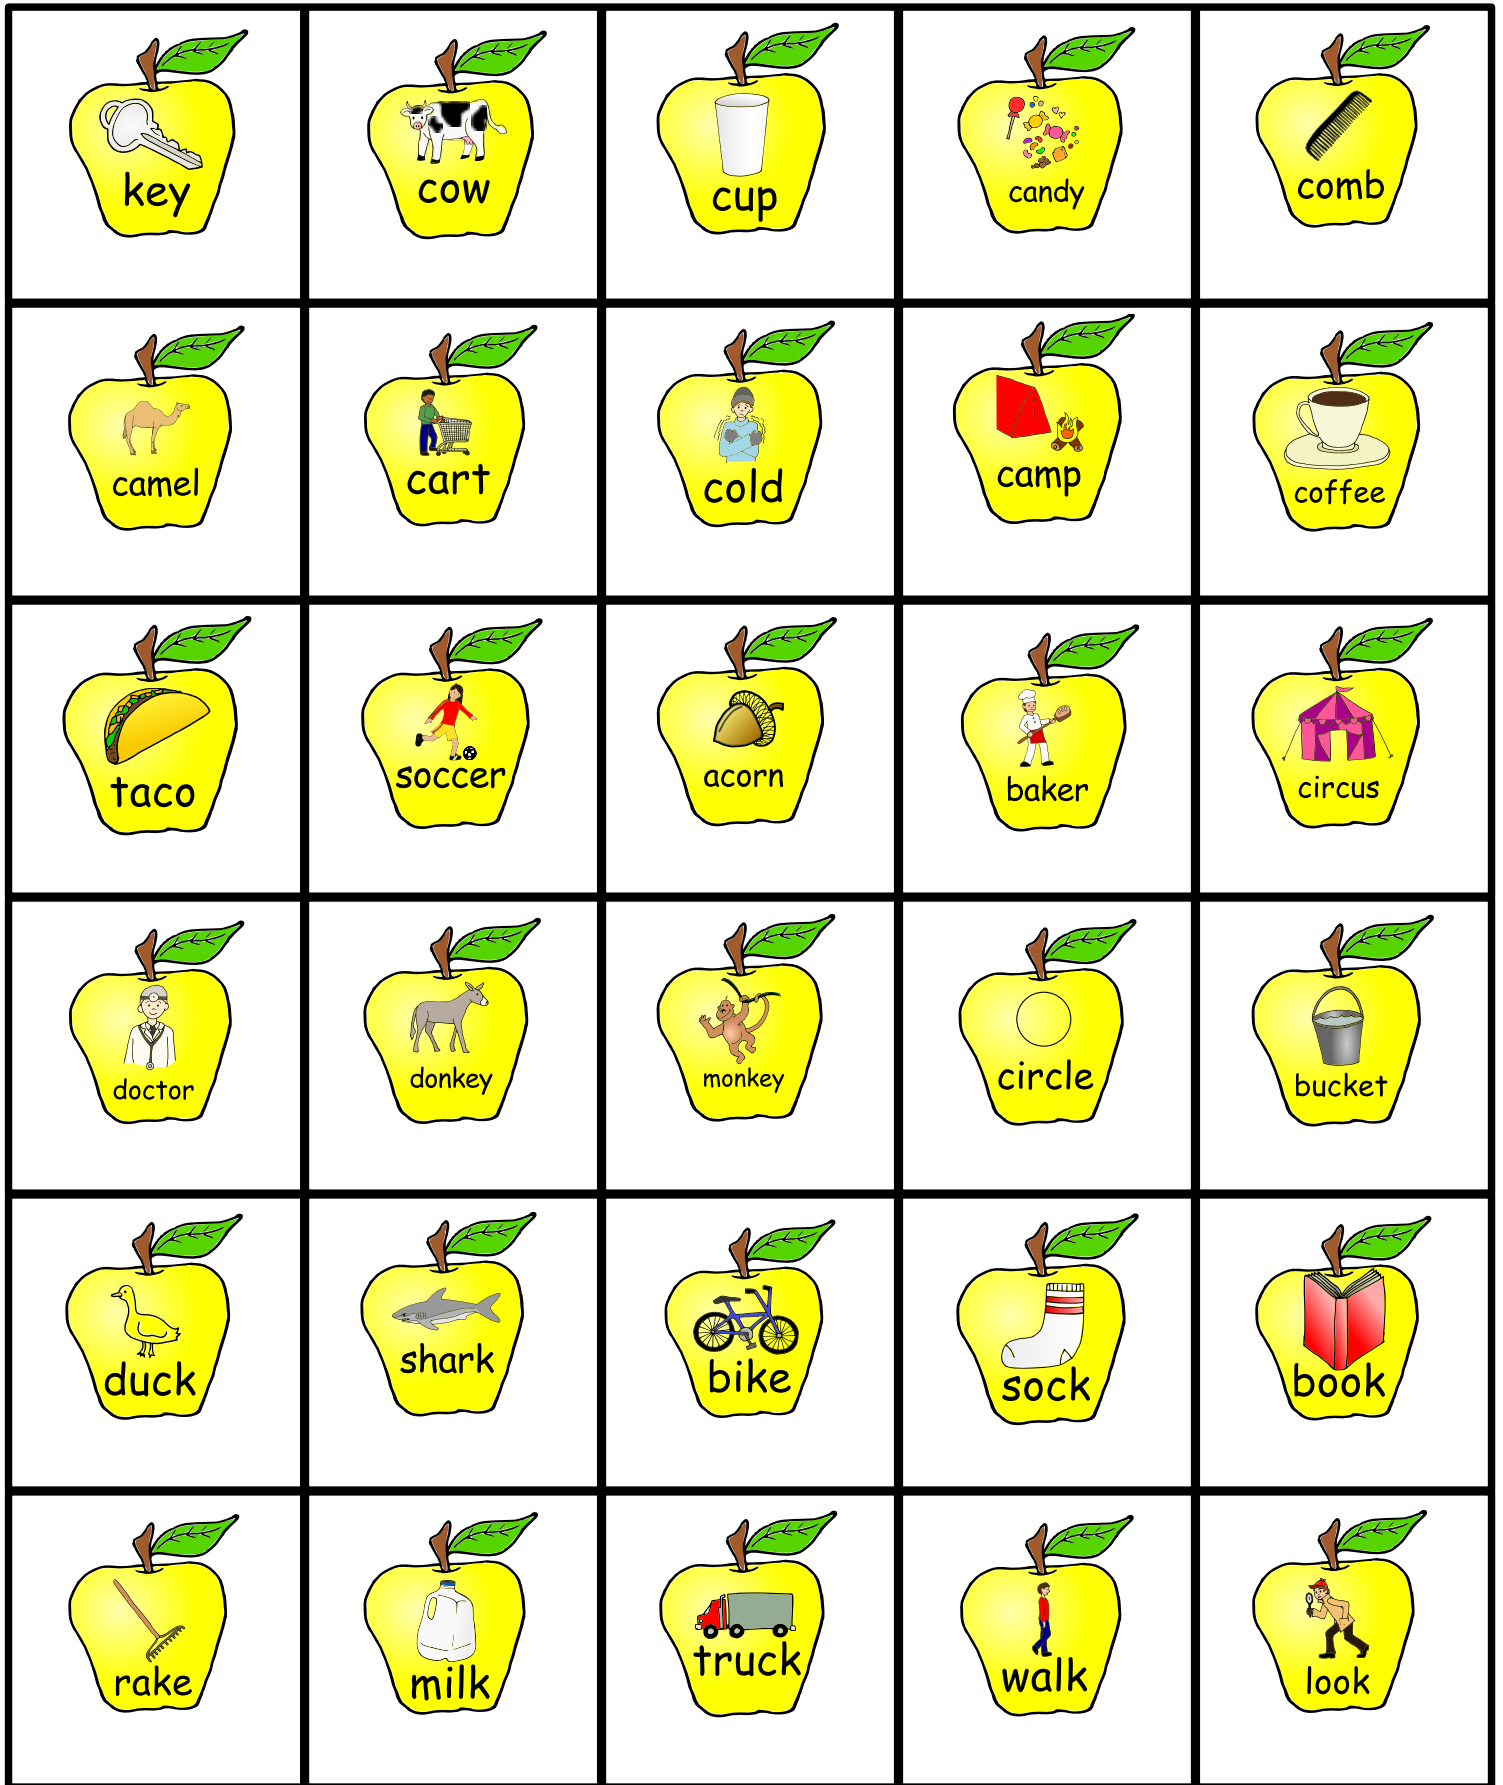 key
cow
cup
candy
comb
camel
cart
cold
camp
coffee
taco
soccer
acorn
baker
circus
doctor
donkey
monkey
circle
bucket
duck
shark
bike
sock
book
rake
milk
truck
walk
look